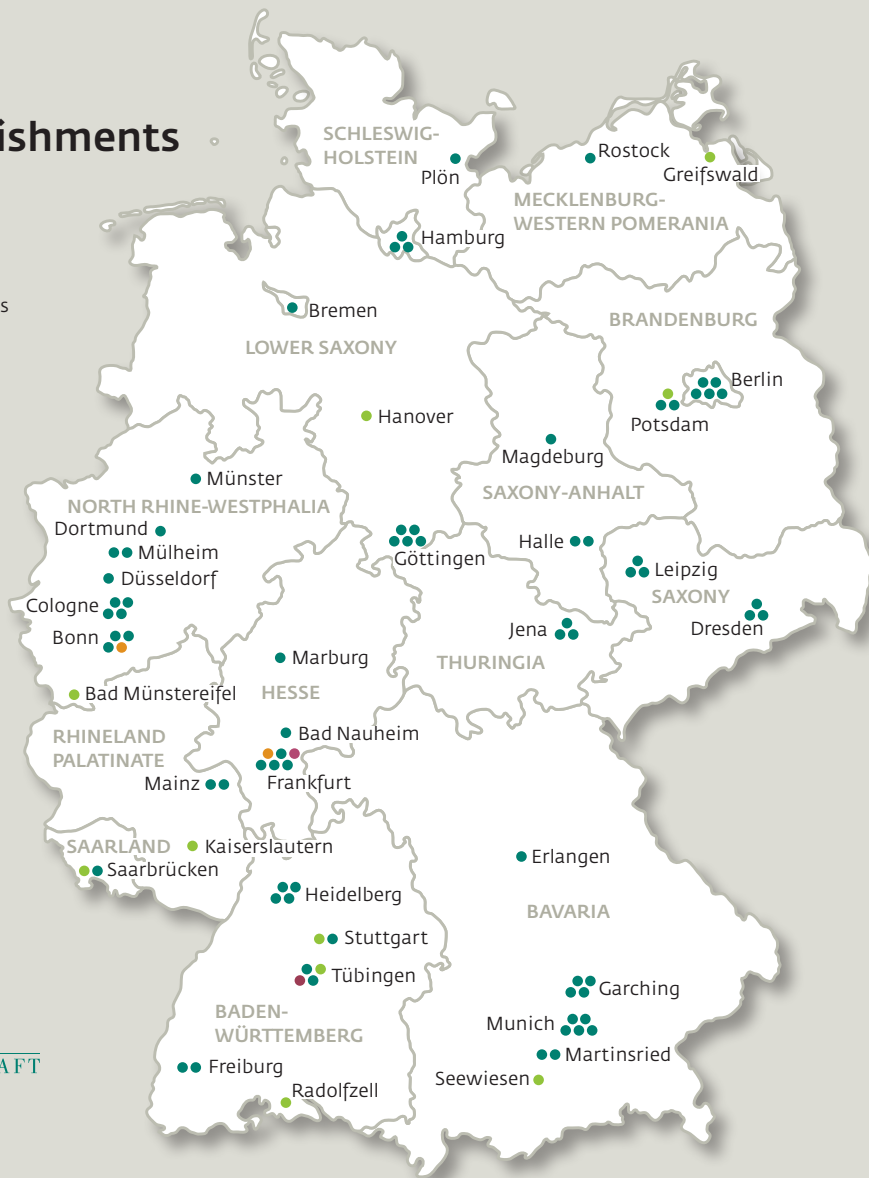 ishments
SCHLESWIG-
HOLSTEIN
Plön
Rostock
Greifswald
MECKLENBURG-
WESTERN POMERANIA
Hamburg
s
Bremen
BRANDENBURG
LOWER SAXONY
Berlin
Hanover
Potsdam
Magdeburg
Münster
SAXONY-ANHALT
NORTH RHINE-WESTPHALIA
Dortmund
Halle
Mülheim
Göttingen
Leipzig
Düsseldorf
SAXONY
Cologne
Jena
Dresden
Bonn
Marburg
THURINGIA
Bad Münstereifel
HESSE
RHINELAND
PALATINATE
Bad Nauheim
Mainz
Frankfurt
SAARLAND
Kaiserslautern
Saarbrücken
Erlangen
Heidelberg
BAVARIA
Stuttgart
Tübingen
Garching
BADEN-
WÜRTTEMBERG
Munich
Martinsried
AFT
Freiburg
Seewiesen
Radolfzell